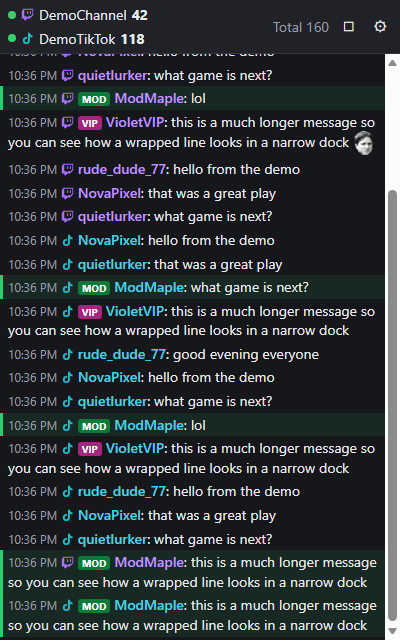 DemoChannel 42
DemoTikTok 118
Total 160
10:36 PM NovaPixel: hello from the demo
10:36 PM quietlurker: what game is next?
10:36 PM MOD ModMaple: lol
10:36 PM VIP VioletVIP: this is a much longer message so
you can see how a wrapped line looks in a narrow dock
10:36 PM rude_dude_77: hello from the demo
10:36 PM NovaPixel: that was a great play
10:36 PM quietlurker: what game is next?
10:36 PM NovaPixel: hello from the demo
10:36 PM quietlurker: that was a great play
10:36 PM MOD ModMaple: what game is next?
10:36 PM VIP VioletVIP: this is a much longer message so
you can see how a wrapped line looks in a narrow dock
10:36 PM rude_dude_77: good evening everyone
10:36 PM NovaPixel: hello from the demo
10:36 PM quietlurker: what game is next?
10:36 PM MOD ModMaple: lol
10:36 PM VIP VioletVIP: this is a much longer message so
you can see how a wrapped line looks in a narrow dock
10:36 PM rude_dude_77: hello from the demo
10:36 PM NovaPixel: that was a great play
10:36 PM quietlurker: what game is next?
10:36 PM MOD ModMaple: this is a much longer message
so you can see how a wrapped line looks in a narrow dock
10:36 PM MOD ModMaple: this is a much longer message
so you can see how a wrapped line looks in a narrow dock